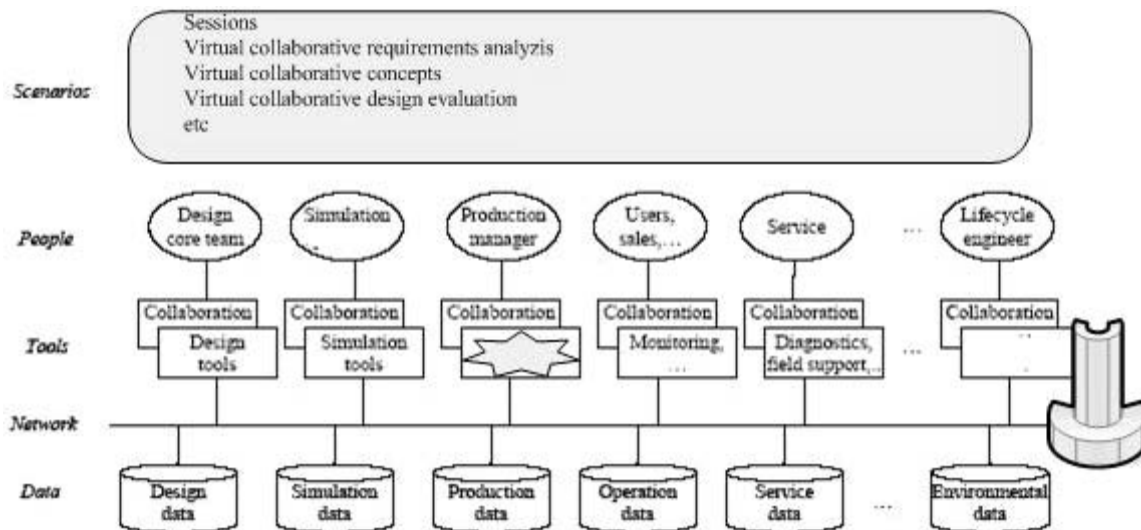 Sessions
Virtual collaborative requirements analyzis
Virtual collaborative concepts
Virtual collaborative design evaluation
etc
Scenarios
People
Design
core team
Simulation
...
Production
manager
Users,
sales,...
Service
...
Lifecycle
engineer
Tools
Collaboration
Design
tools
Collaboration
Simulation
tools
Collaboration
Collaboration
Monitoring,
...
Collaboration
Diagnostics,
field support,..
...
Collaboration
Network
Data
Design
data
Simulation
data
Production
data
Operation
data
Service
data
...
Environmental
data